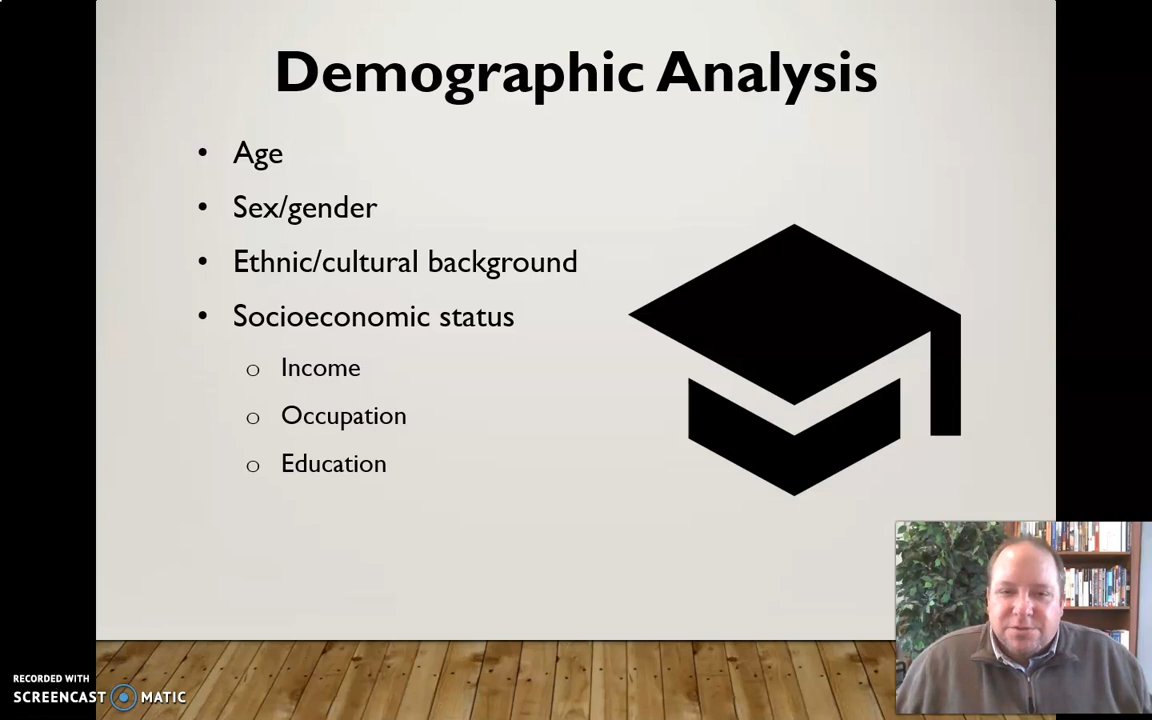 Demographic Analysis
• Age
• Sex/gender
• Ethnic/cultural background
• Socioeconomic status
o Income
o Occupation
o Education
RECORDED WITH
SCREENCAST MATIC